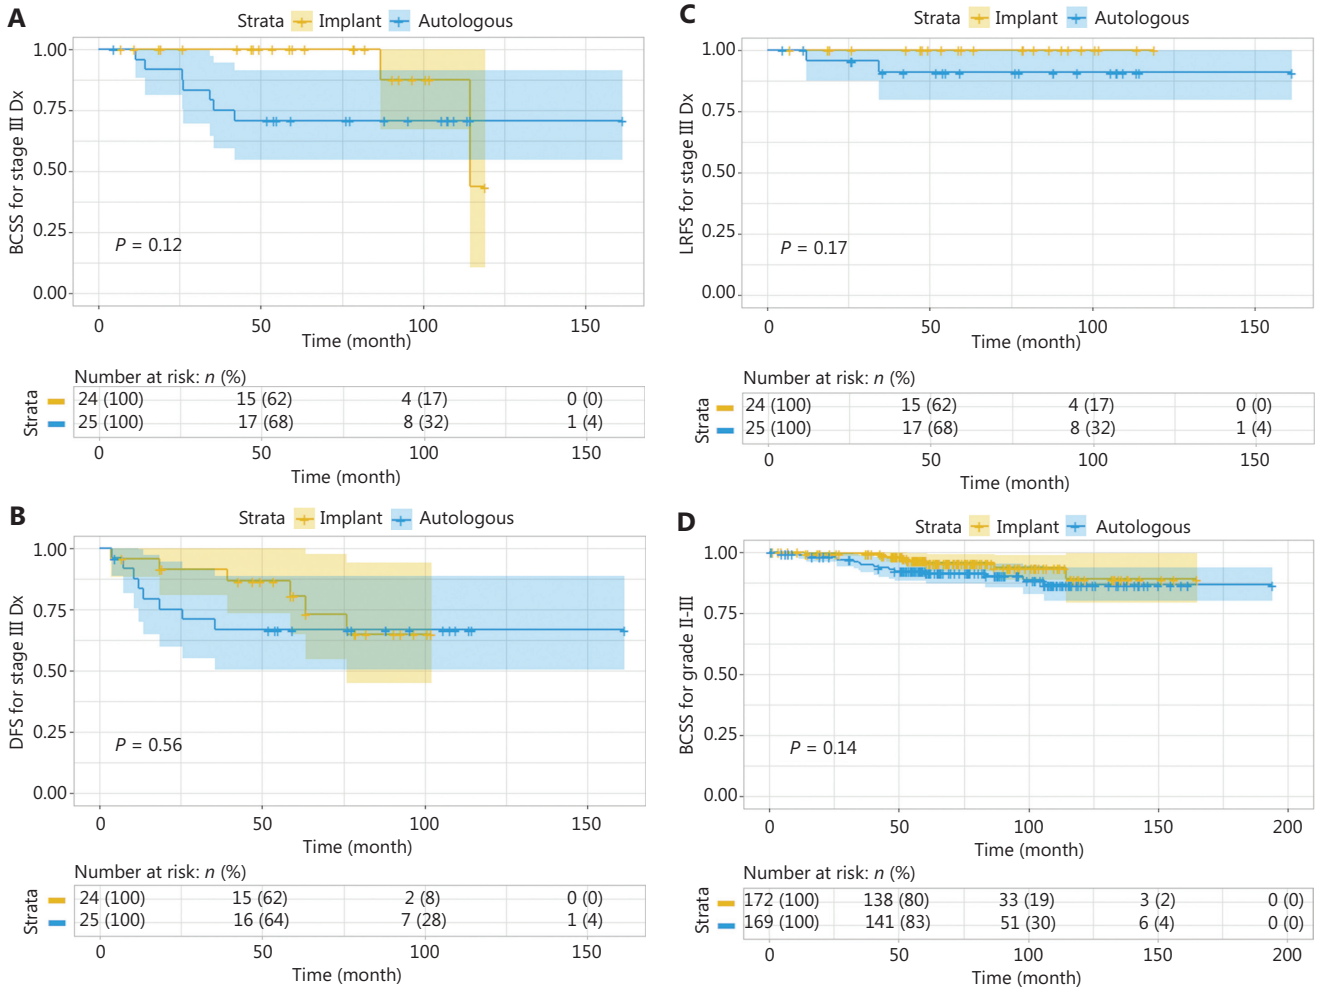 A
Strata Implant Autologous
BCSS for stage III Dx
1.00
0.75
0.50
0.25
0.00
P = 0.12
0 50 100 150
Time (month)
Number at risk: n (%)
Strata
24 (100) 15 (62) 4 (17) 0 (0)
25 (100) 17 (68) 8 (32) 1 (4)
0 50 100 150
Time (month)
B
Strata Implant Autologous
DFS for stage III Dx
1.00
0.75
0.50
0.25
0.00
P = 0.56
0 50 100 150
Time (month)
Number at risk: n (%)
Strata
24 (100) 15 (62) 2 (8) 0 (0)
25 (100) 16 (64) 7 (28) 1 (4)
0 50 100 150
Time (month)
C
Strata Implant Autologous
LRFS for stage III Dx
1.00
0.75
0.50
0.25
0.00
P = 0.17
0 50 100 150
Time (month)
Number at risk: n (%)
Strata
24 (100) 15 (62) 4 (17) 0 (0)
25 (100) 17 (68) 8 (32) 1 (4)
0 50 100 150
Time (month)
D
Strata Implant Autologous
BCSS for grade II-III
1.00
0.75
0.50
0.25
0.00
P = 0.14
0 50 100 150 200
Time (month)
Number at risk: n (%)
Strata
172 (100) 138 (80) 33 (19) 3 (2) 0 (0)
169 (100) 141 (83) 51 (30) 6 (4) 0 (0)
0 50 100 150 200
Time (month)